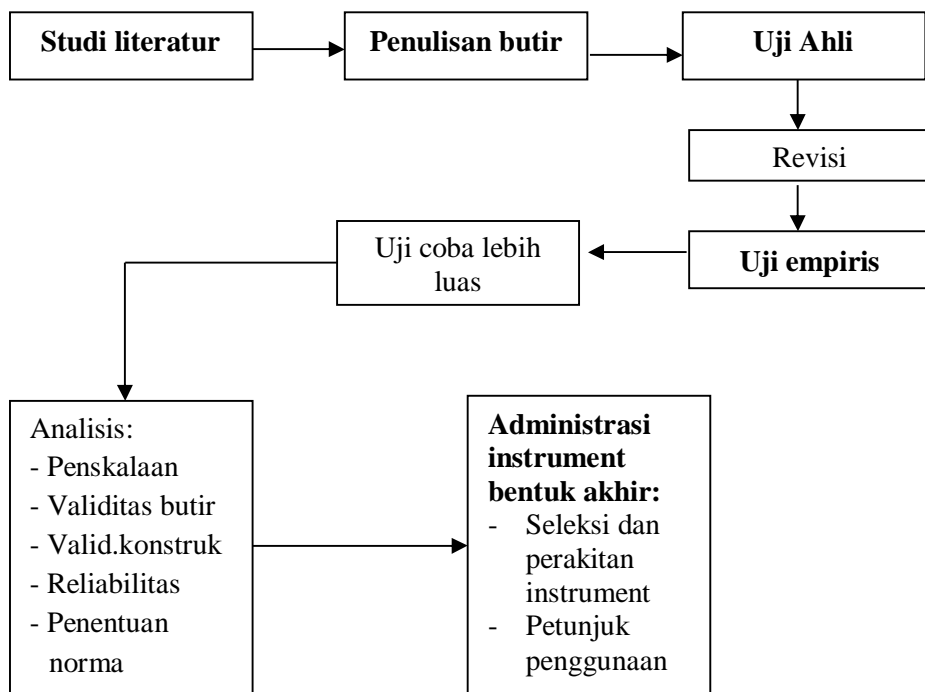 Studi literatur
Penulisan butir
Uji Ahli
Revisi
Uji empiris
Uji coba lebih
luas
Analisis:
- Penskalaan
- Validitas butir
- Valid.konstruk
- Reliabilitas
- Penentuan
norma
Administrasi
instrument
bentuk akhir:
- Seleksi dan
perakitan
instrument
- Petunjuk
penggunaan